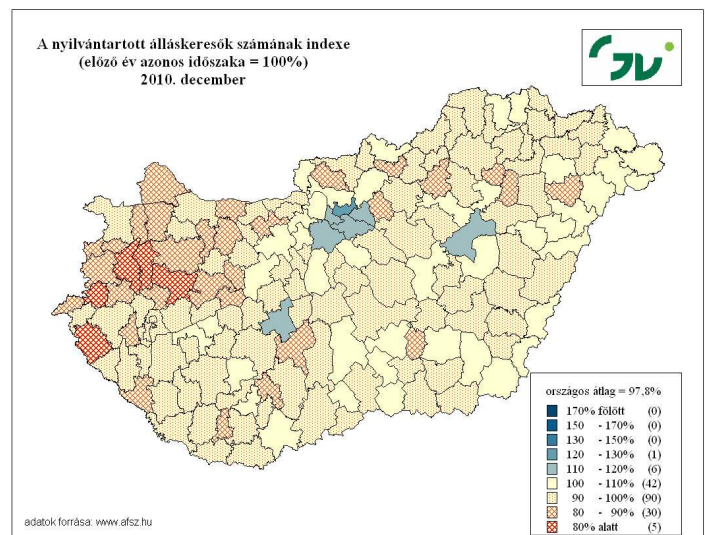 A nyilvántartott álláskeresők számának indexe
(előző év azonos időszaka = 100%)
2010. december
országos átlag = 97,8%
170% fölött (0)
150 - 170% (0)
130 - 150% (0)
120 - 130% (1)
110 - 120% (6)
100 - 110% (42)
90 - 100% (90)
80 - 90% (30)
80% alatt (5)
adatok forrása: www.afsz.hu